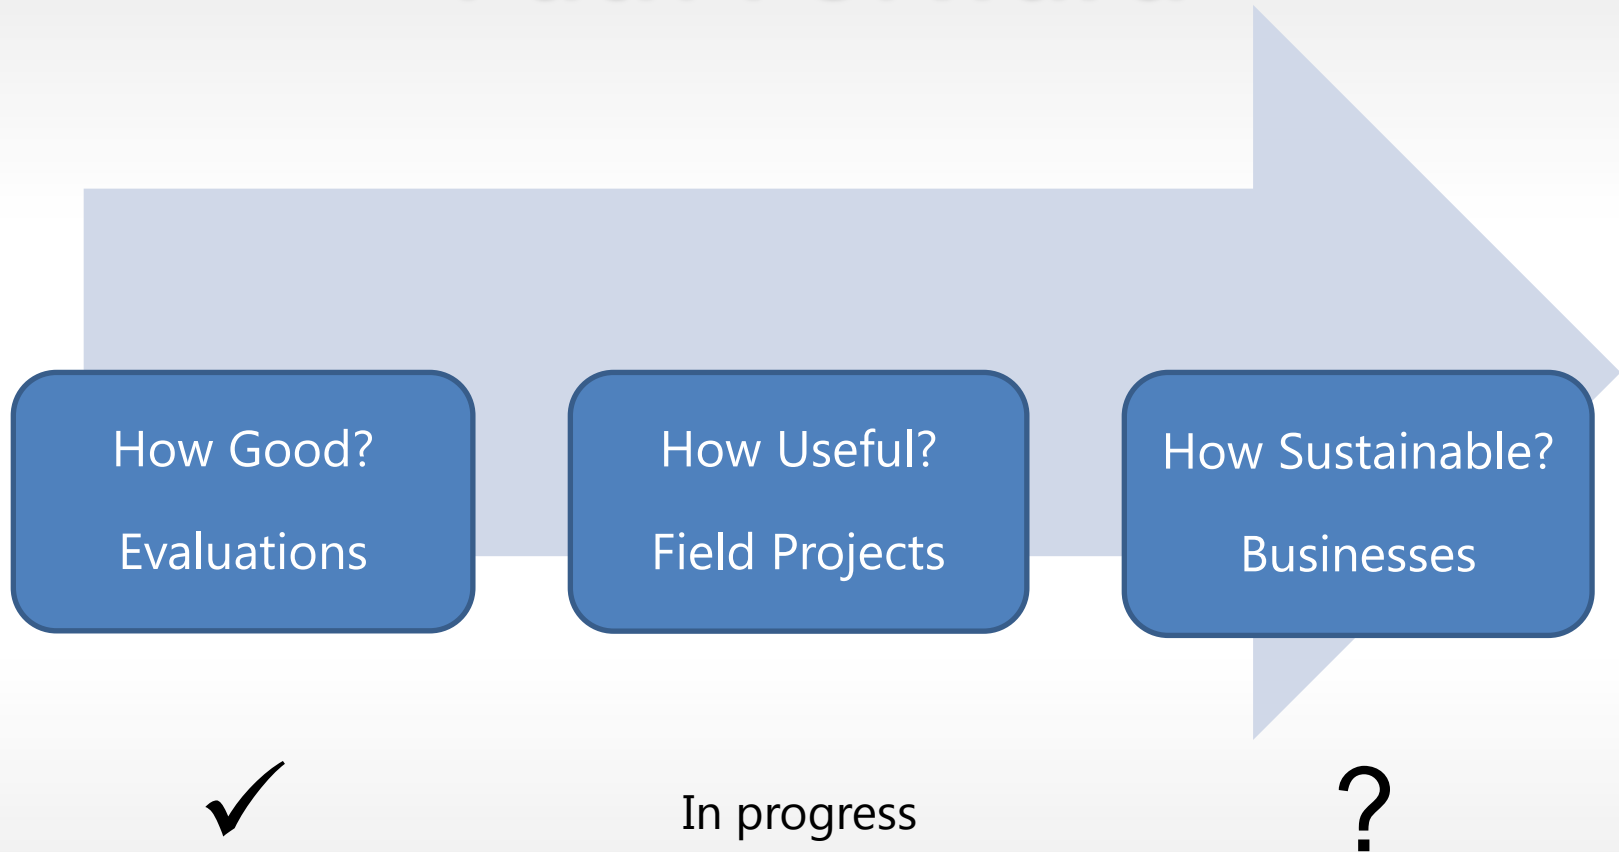 How Good?
Evaluations
How Useful?
Field Projects
How Sustainable?
Businesses
✓
In progress
?